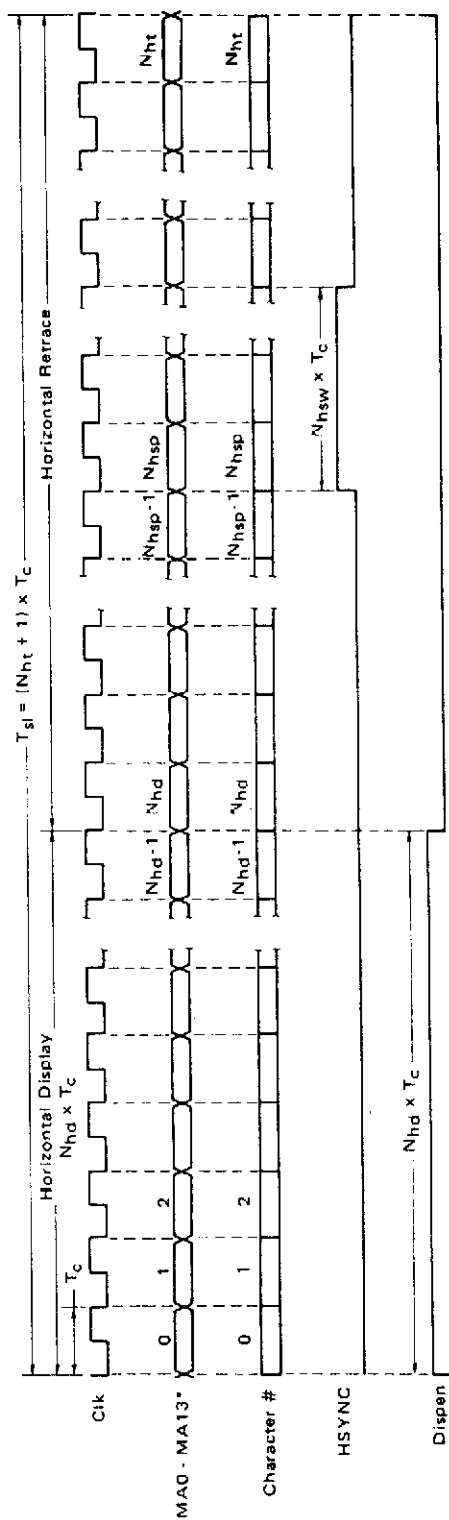 T_sl = (N_ht + 1) x T_c
Horizontal Display
N_hd x T_c
Horizontal Retrace
T_c
Clk
MA0 - MA13*
0 1 2 N_hd-1 N_hd N_hsp-1 N_hsp N_ht
Character #
0 1 2 N_hd-1 N_hd N_hsp-1 N_hsp N_ht
HSYNC
N_hsw x T_c
Dispen
N_hd x T_c